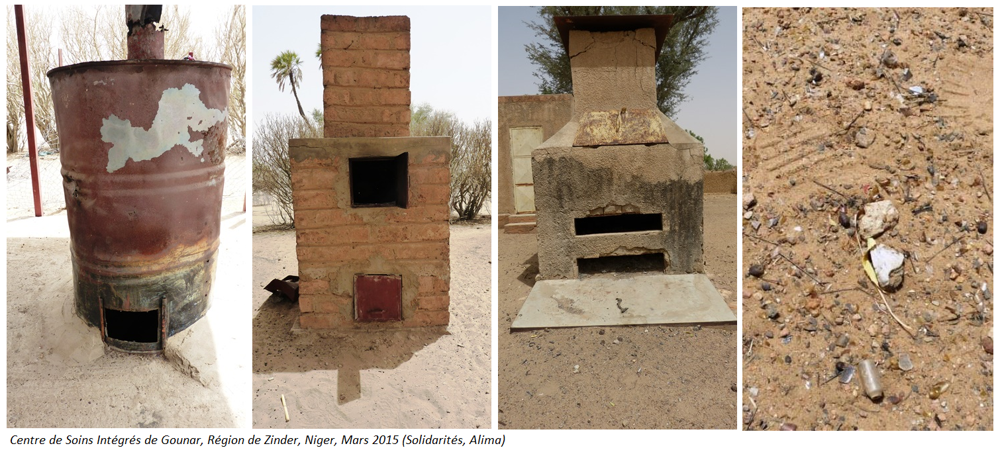 Centre de Soins Intégrés de Gounar, Région de Zinder, Niger, Mars 2015 (Solidarités, Alima)